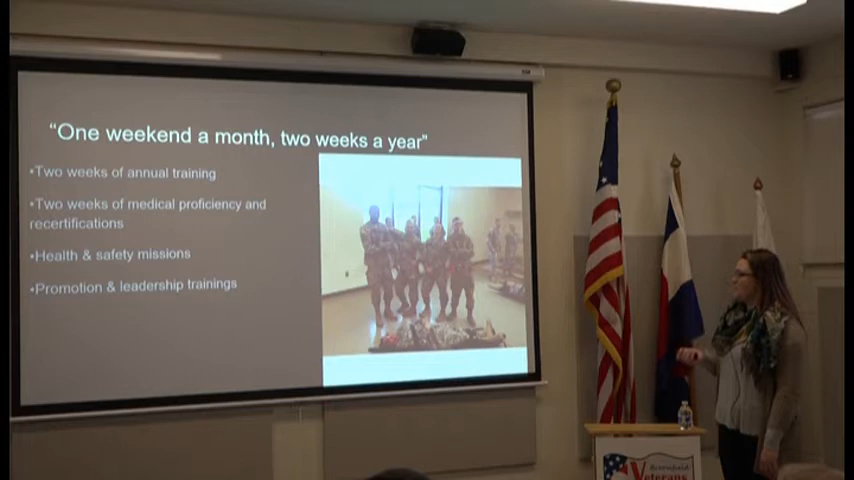 “One weekend a month, two weeks a year”
•Two weeks of annual training
•Two weeks of medical proficiency and
recertifications
•Health & safety missions
•Promotion & leadership trainings
Veterans